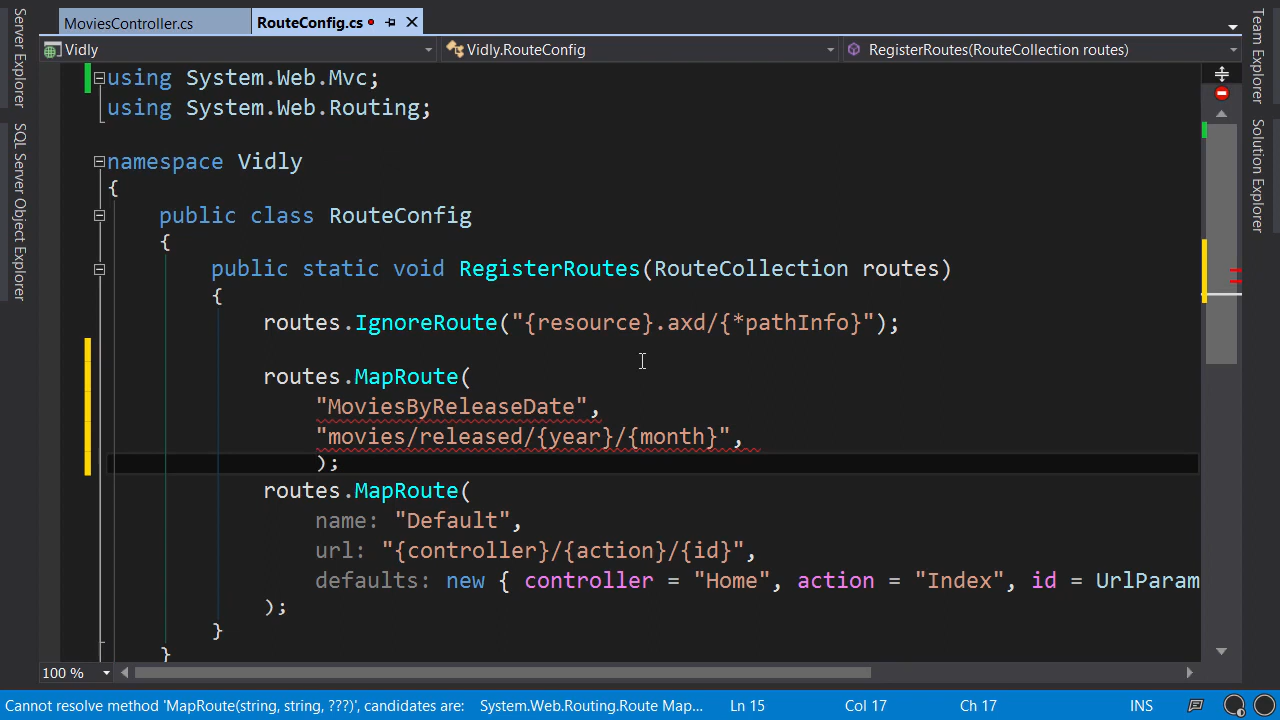 MoviesController.cs
RouteConfig.cs
Vidly
Vidly.RouteConfig
RegisterRoutes(RouteCollection routes)
Server Explorer
SQL Server Object Explorer
Team Explorer
Solution Explorer
using System.Web.Mvc;
using System.Web.Routing;
namespace Vidly
{
public class RouteConfig
{
public static void RegisterRoutes(RouteCollection routes)
{
routes.IgnoreRoute("{resource}.axd/{*pathInfo}");
routes.MapRoute(
"MoviesByReleaseDate",
"movies/released/{year}/{month}",
);
routes.MapRoute(
name: "Default",
url: "{controller}/{action}/{id}",
defaults: new { controller = "Home", action = "Index", id = UrlParam
);
}
}
100 %
Cannot resolve method 'MapRoute(string, string, ???)', candidates are: System.Web.Routing.Route Map... Ln 15 Col 17 Ch 17 INS